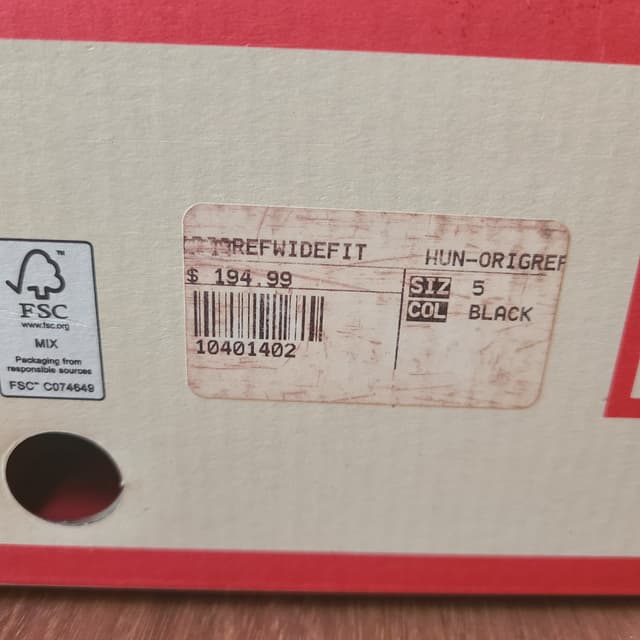 FSC
www.fsc.org
MIX
Packaging from
responsible sources
FSC™ C074649
REFWIDEFIT HUN-ORIGREF
$ 194.99
SIZ 5
COL BLACK
10401402